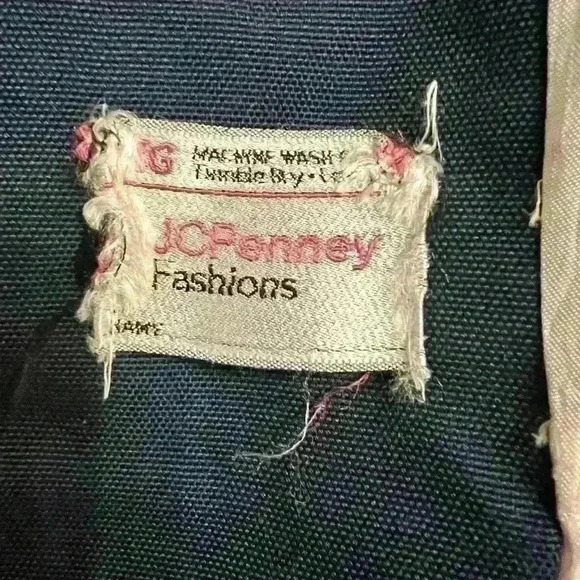 G MACHINE WASH
Tumble Dry •
JCPenney
Fashions
NAME